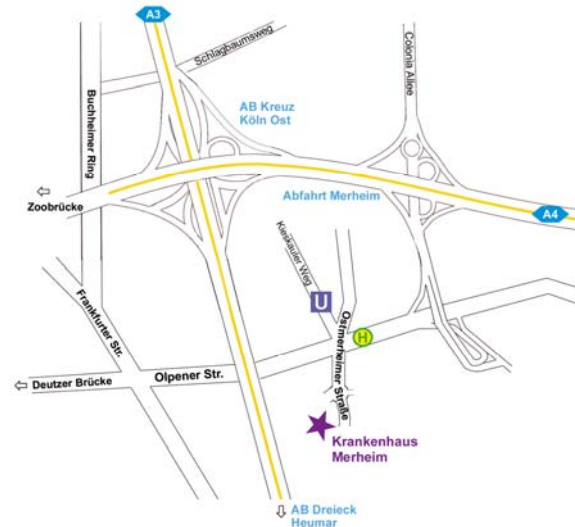 A3
Schlagbaumsweg
Colonia Allee
Buchheimer Ring
AB Kreuz
Köln Ost
Zoobrücke
Abfahrt Merheim
A4
Kieskauler Weg
Frankfurter Str.
U
Ostmerheimer Straße
H
Olpener Str.
Deutzer Brücke
Krankenhaus
Merheim
AB Dreieck
Heumar